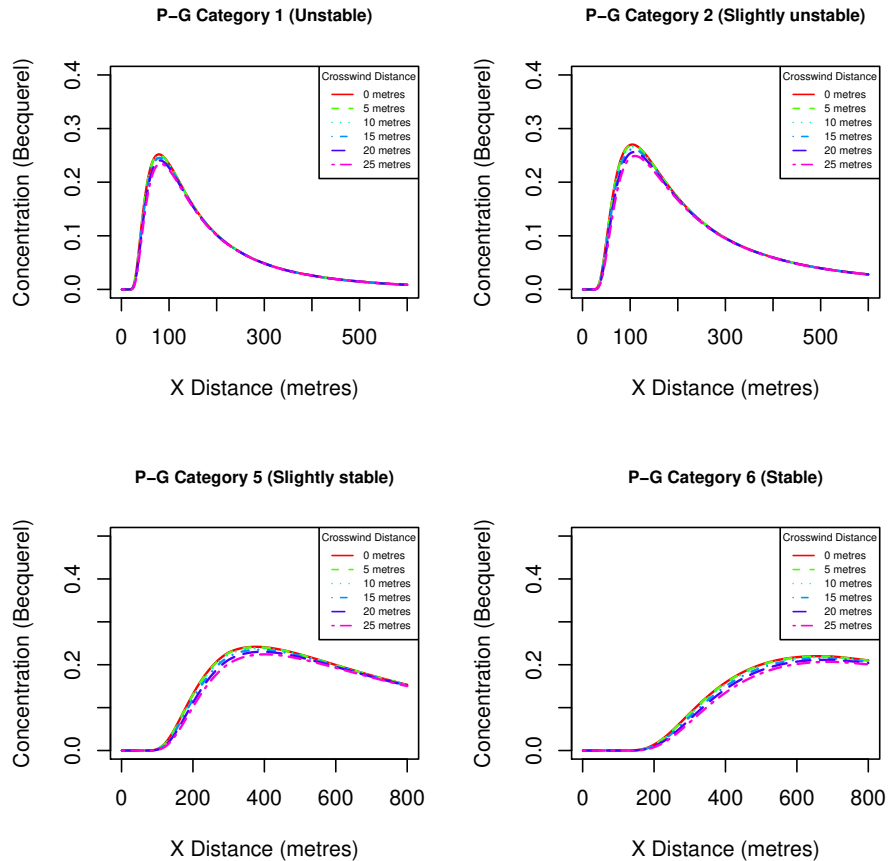 P−G Category 1 (Unstable)
Concentration (Becquerel)
0.0
0.1
0.2
0.3
0.4
Crosswind Distance
0 metres
5 metres
10 metres
15 metres
20 metres
25 metres
0
100
300
500
X Distance (metres)
P−G Category 2 (Slightly unstable)
Concentration (Becquerel)
0.0
0.1
0.2
0.3
0.4
Crosswind Distance
0 metres
5 metres
10 metres
15 metres
20 metres
25 metres
0
100
300
500
X Distance (metres)
P−G Category 5 (Slightly stable)
Concentration (Becquerel)
0.0
0.2
0.4
Crosswind Distance
0 metres
5 metres
10 metres
15 metres
20 metres
25 metres
0
200
400
600
800
X Distance (metres)
P−G Category 6 (Stable)
Concentration (Becquerel)
0.0
0.2
0.4
Crosswind Distance
0 metres
5 metres
10 metres
15 metres
20 metres
25 metres
0
200
400
600
800
X Distance (metres)